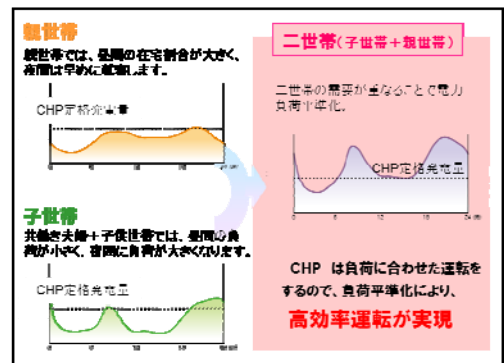 親世帯
親世帯では、昼間の在宅割合が大きく、
夜間は早めに就寝します。
CHP定格発電量
子世帯
共働き夫婦＋子供世帯では、昼間の負
荷が小さく、夜間に負荷が大きくなります。
CHP定格発電量
二世帯(子世帯＋親世帯)
二世帯の需要が重なることで電力
負荷平準化。
CHP定格発電量
CHP は負荷に合わせた運転を
するので、負荷平準化により、
高効率運転が実現